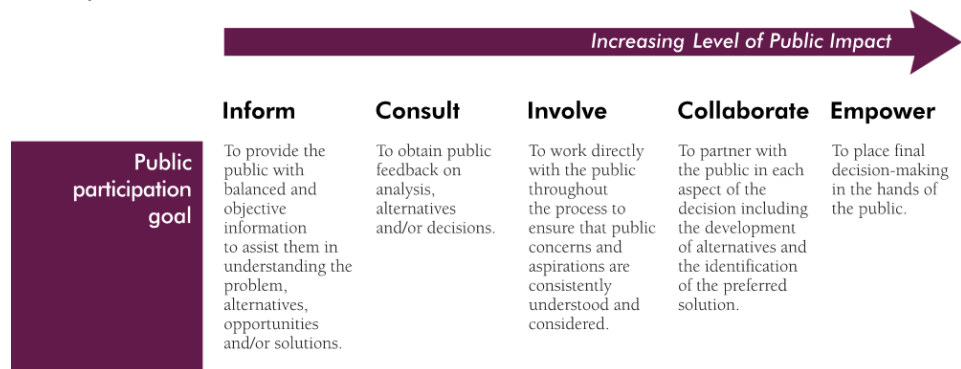 Increasing Level of Public Impact
Inform
Consult
Involve
Collaborate
Empower
Public
participation
goal
To provide the
public with
balanced and
objective
information
to assist them in
understanding the
problem,
alternatives,
opportunities
and/or solutions.
To obtain public
feedback on
analysis,
alternatives
and/or decisions.
To work directly
with the public
throughout
the process to
ensure that public
concerns and
aspirations are
consistently
understood and
considered.
To partner with
the public in each
aspect of the
decision including
the development
of alternatives and
the identification
of the preferred
solution.
To place final
decision-making
in the hands of
the public.